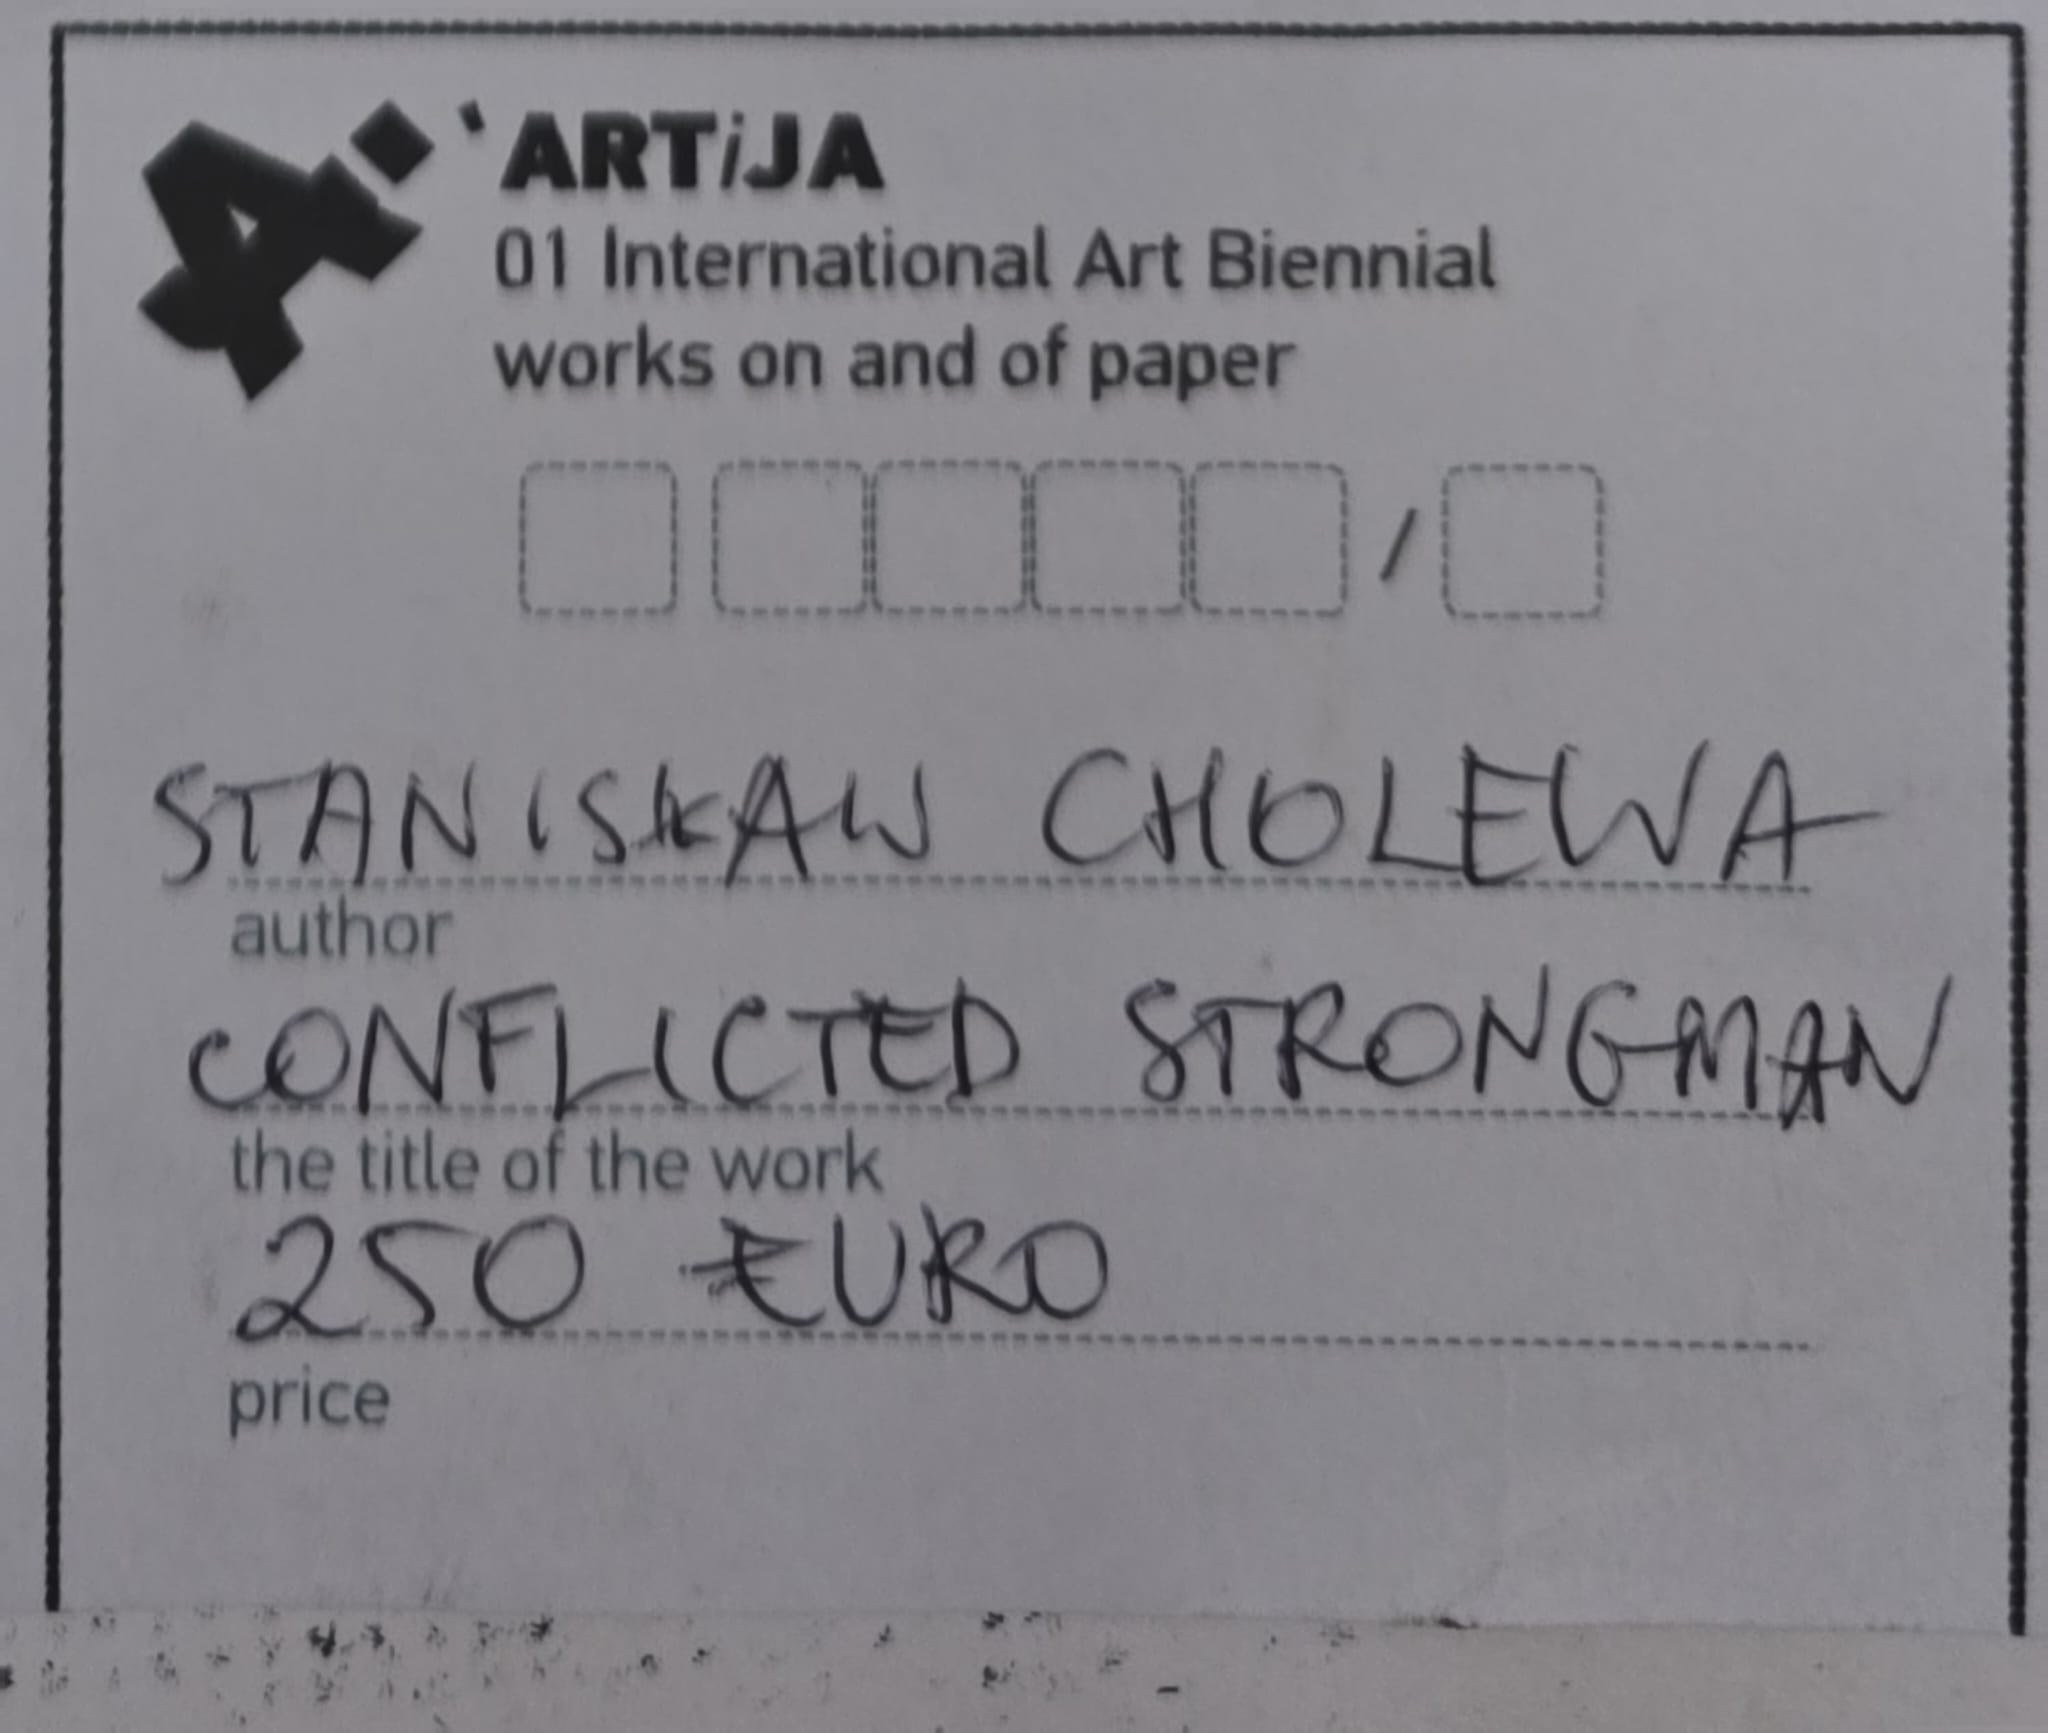 'ARTiJA
01 International Art Biennial
works on and of paper
/
STANISŁAW CHOLEWA
author
CONFLICTED STRONGMAN
the title of the work
250 EURO
price